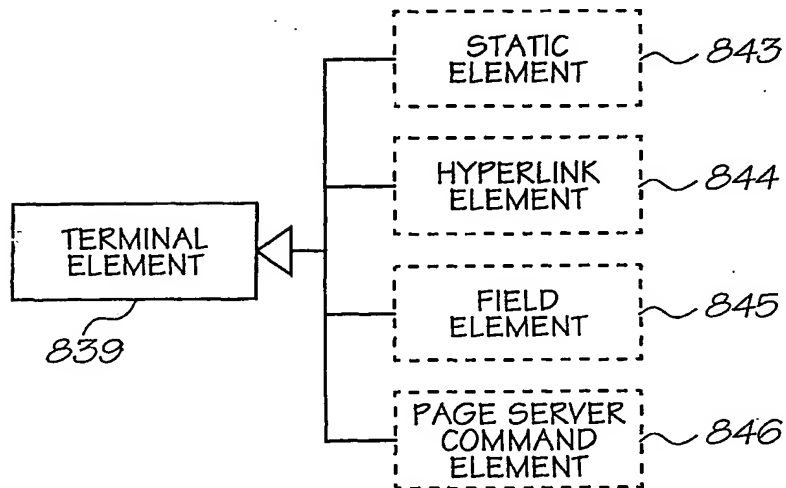 STATIC
ELEMENT
843
HYPERLINK
ELEMENT
844
TERMINAL
ELEMENT
839
FIELD
ELEMENT
845
PAGE SERVER
COMMAND
ELEMENT
846